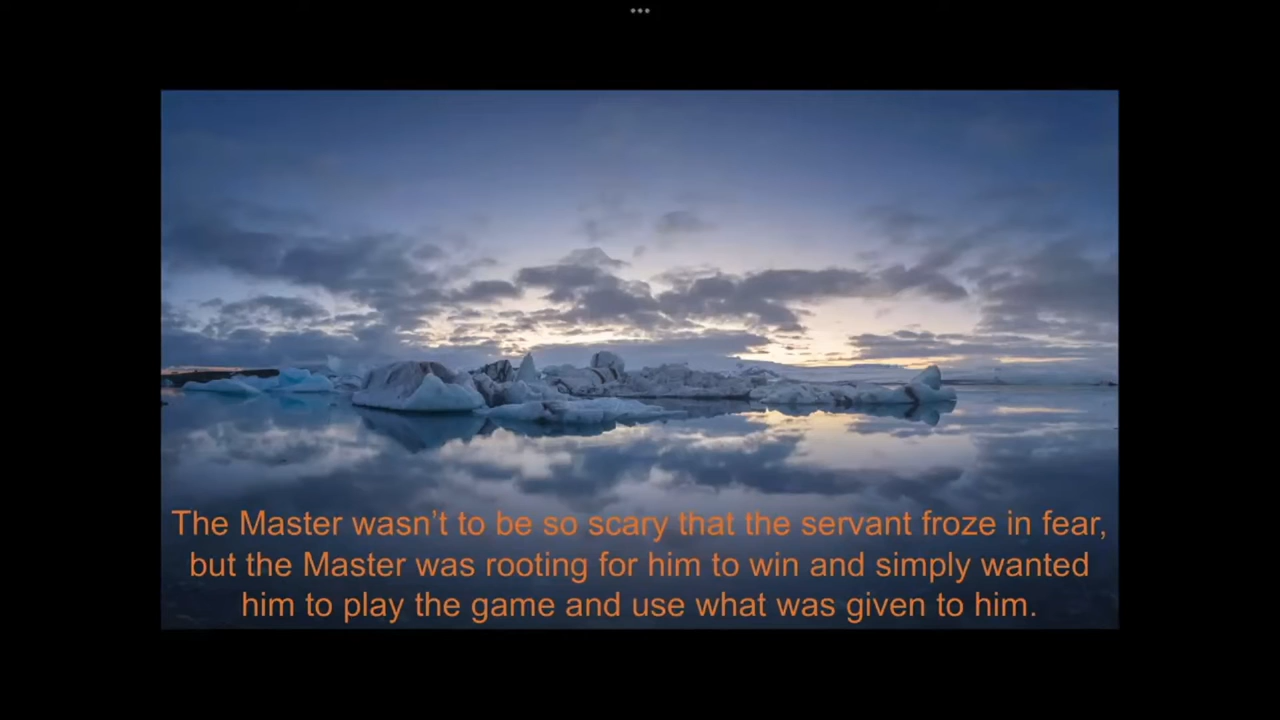 The Master wasn't to be so scary that the servant froze in fear,
but the Master was rooting for him to win and simply wanted
him to play the game and use what was given to him.